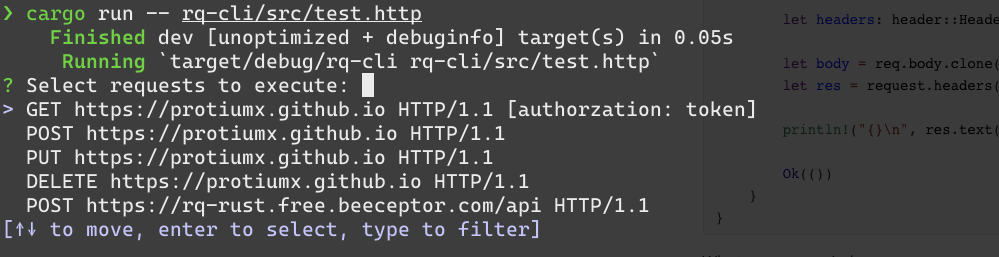 ❯ cargo run -- rq-cli/src/test.http
Finished dev [unoptimized + debuginfo] target(s) in 0.05s
Running `target/debug/rq-cli rq-cli/src/test.http`
? Select requests to execute:
> GET https://protiumx.github.io HTTP/1.1 [authorzation: token]
POST https://protiumx.github.io HTTP/1.1
PUT https://protiumx.github.io HTTP/1.1
DELETE https://protiumx.github.io HTTP/1.1
POST https://rq-rust.free.beeceptor.com/api HTTP/1.1
[↑↓ to move, enter to select, type to filter]
let headers: header::Heade
let body = req.body.clone(
let res = request.headers(
println!("{}\n", res.text(
Ok(())
}
}